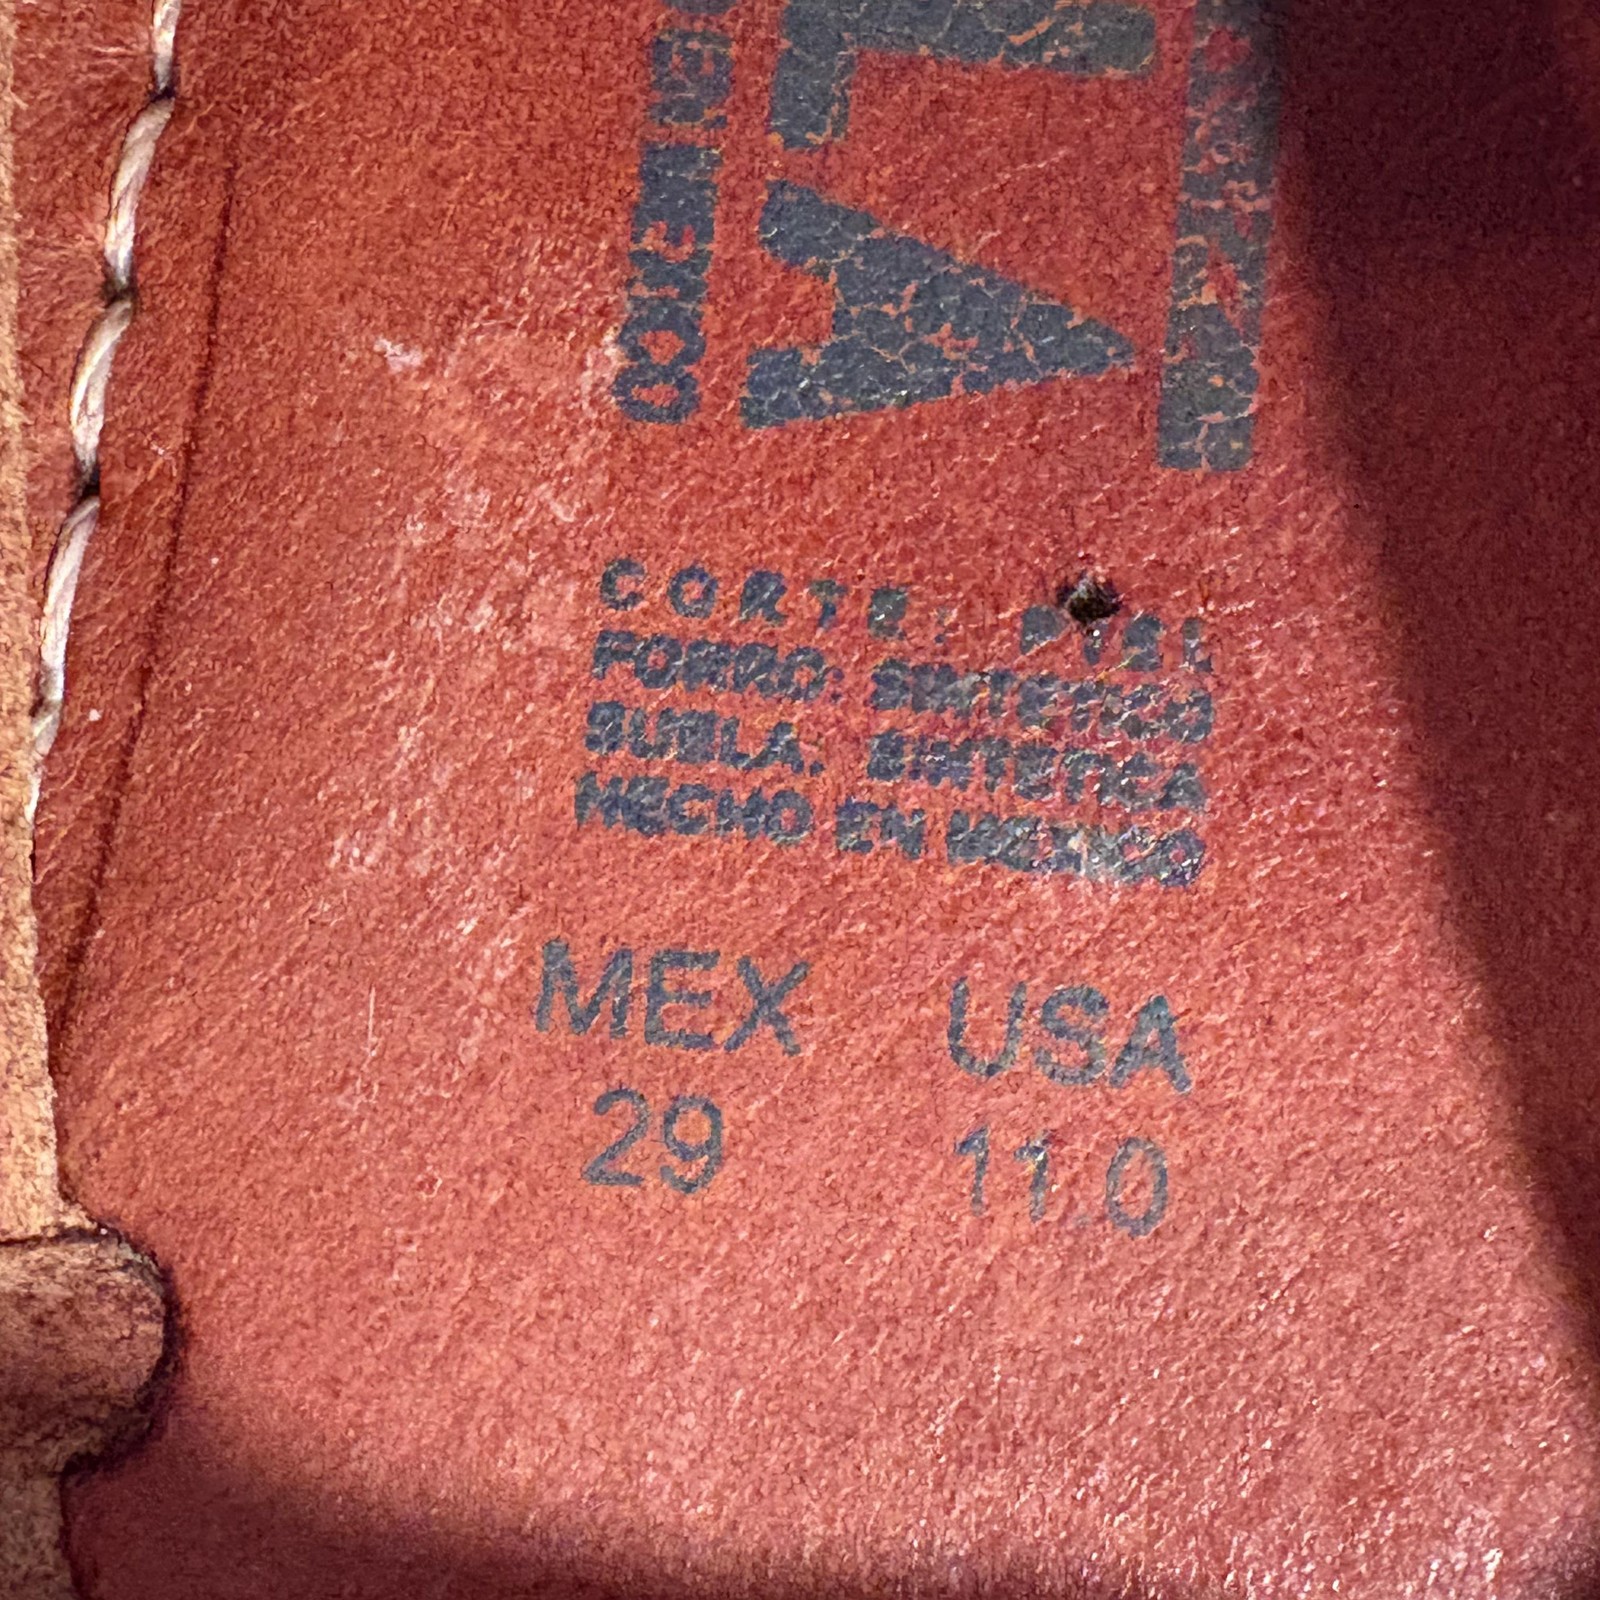 CORTE: PIEL
FORRO: SINTETICO
SUELA: SINTETICA
HECHO EN MEXICO
MEX USA
29 11.0